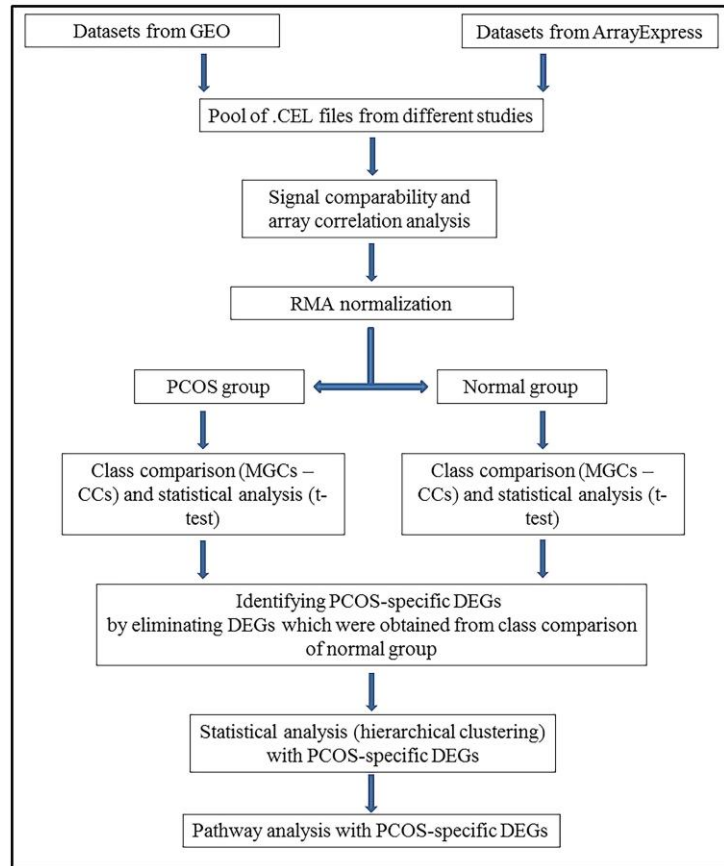 Datasets from GEO
Datasets from ArrayExpress
Pool of .CEL files from different studies
Signal comparability and
array correlation analysis
RMA normalization
PCOS group
Normal group
Class comparison (MGCs –
CCs) and statistical analysis (t-
test)
Class comparison (MGCs –
CCs) and statistical analysis (t-
test)
Identifying PCOS-specific DEGs
by eliminating DEGs which were obtained from class comparison
of normal group
Statistical analysis (hierarchical clustering)
with PCOS-specific DEGs
Pathway analysis with PCOS-specific DEGs